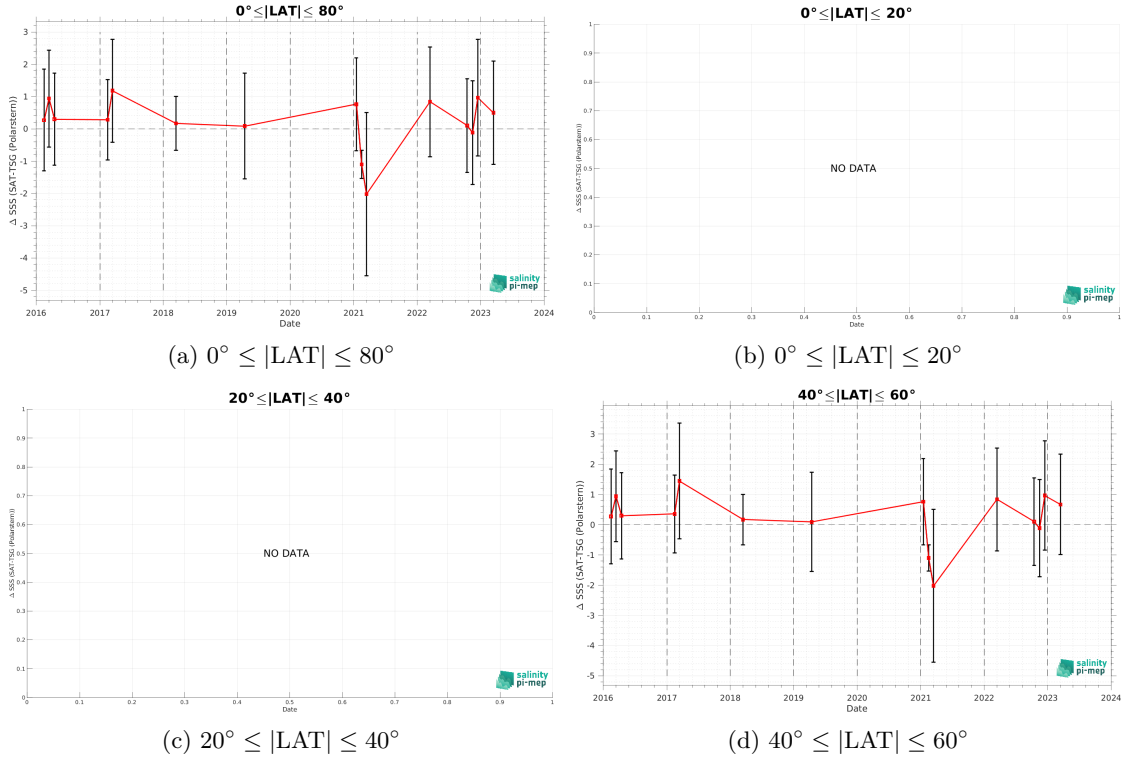 0°≤|LAT|≤ 80°
Δ SSS (SAT-TSG (Polarstern))
3
2
1
0
-1
-2
-3
-4
-5
2016 2017 2018 2019 2020 2021 2022 2023 2024
Date
salinity
pi-mep
(a) 0° ≤ |LAT| ≤ 80°
0°≤|LAT|≤ 20°
Δ SSS (SAT-TSG (Polarstern))
1
0.9
0.8
0.7
0.6
0.5
0.4
0.3
0.2
0.1
0
NO DATA
0 0.1 0.2 0.3 0.4 0.5 0.6 0.7 0.8 0.9 1
Date
salinity
pi-mep
(b) 0° ≤ |LAT| ≤ 20°
20°≤|LAT|≤ 40°
Δ SSS (SAT-TSG (Polarstern))
1
0.9
0.8
0.7
0.6
0.5
0.4
0.3
0.2
0.1
0
NO DATA
0 0.1 0.2 0.3 0.4 0.5 0.6 0.7 0.8 0.9 1
Date
salinity
pi-mep
(c) 20° ≤ |LAT| ≤ 40°
40°≤|LAT|≤ 60°
Δ SSS (SAT-TSG (Polarstern))
3
2
1
0
-1
-2
-3
-4
-5
2016 2017 2018 2019 2020 2021 2022 2023 2024
Date
salinity
pi-mep
(d) 40° ≤ |LAT| ≤ 60°